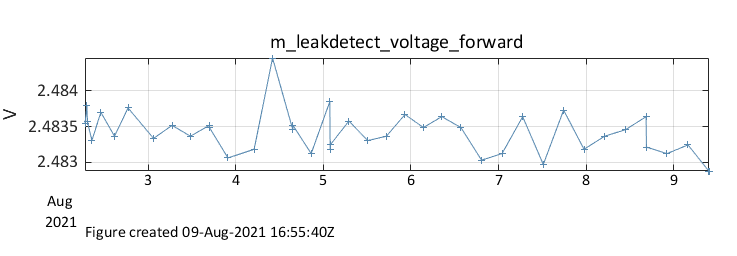 m_leakdetect_voltage_forward
V
2.484
2.4835
2.483
3 4 5 6 7 8 9
Aug
2021
Figure created 09-Aug-2021 16:55:40Z